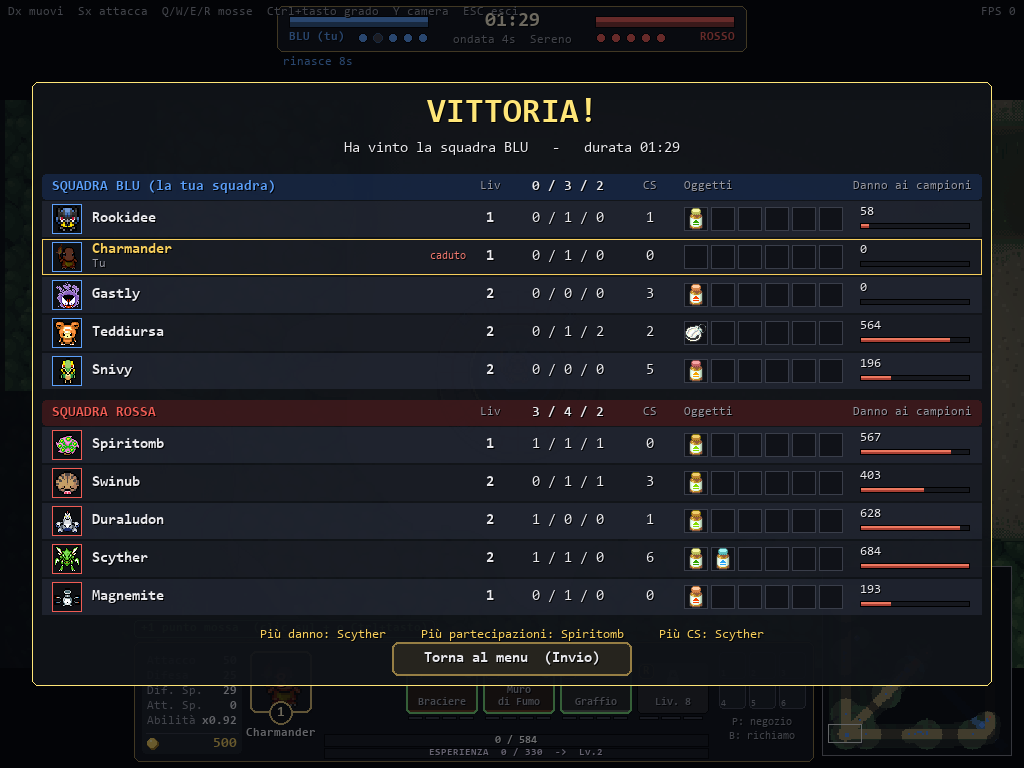 Dx muovi  Sx attacca  Q/W/E/R mosse  Ctrl+tasto grado  Y camera  ESC esci
FPS 0
01:29
BLU (tu)
ondata 4s  Sereno
ROSSO
rinasce 8s
VITTORIA!
Ha vinto la squadra BLU  -  durata 01:29
SQUADRA BLU (la tua squadra)  Liv  0 / 3 / 2  CS  Oggetti  Danno ai campioni
Rookidee  1  0 / 1 / 0  1  58
Charmander  caduto  1  0 / 1 / 0  0  0
Tu
Gastly  2  0 / 0 / 0  3  0
Teddiursa  2  0 / 1 / 2  2  564
Snivy  2  0 / 0 / 0  5  196
SQUADRA ROSSA  Liv  3 / 4 / 2  CS  Oggetti  Danno ai campioni
Spiritomb  1  1 / 1 / 1  0  567
Swinub  2  0 / 1 / 1  3  403
Duraludon  2  1 / 0 / 0  1  628
Scyther  2  1 / 1 / 0  6  684
Magnemite  1  0 / 1 / 0  0  193
Più danno: Scyther  Più partecipazioni: Spiritomb  Più CS: Scyther
Torna al menu  (Invio)
Dif. Sp.  29
Att. Sp.  0
Abilità x0.92
500
1
Charmander
Braciere
Muro
di Fumo
Graffio
Liv. 8
4  5  6
P: negozio
B: richiamo
0 / 584
ESPERIENZA  0 / 330  ->  Lv.2